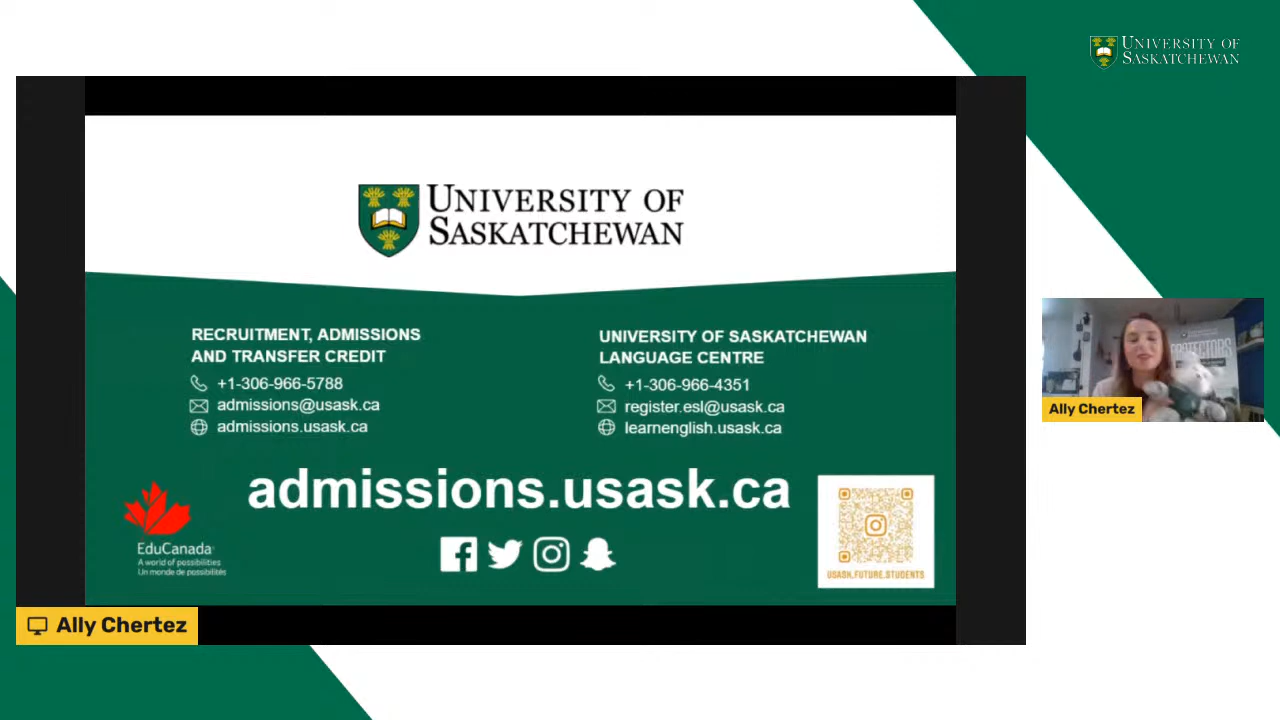 UNIVERSITY OF
SASKATCHEWAN
UNIVERSITY OF
SASKATCHEWAN
RECRUITMENT, ADMISSIONS
AND TRANSFER CREDIT
+1-306-966-5788
admissions@usask.ca
admissions.usask.ca
UNIVERSITY OF SASKATCHEWAN
LANGUAGE CENTRE
+1-306-966-4351
register.esl@usask.ca
learnenglish.usask.ca
admissions.usask.ca
EduCanada
A world of possibilities
Un monde de possibilités
USASK.FUTURE.STUDENTS
Ally Chertez
Ally Chertez